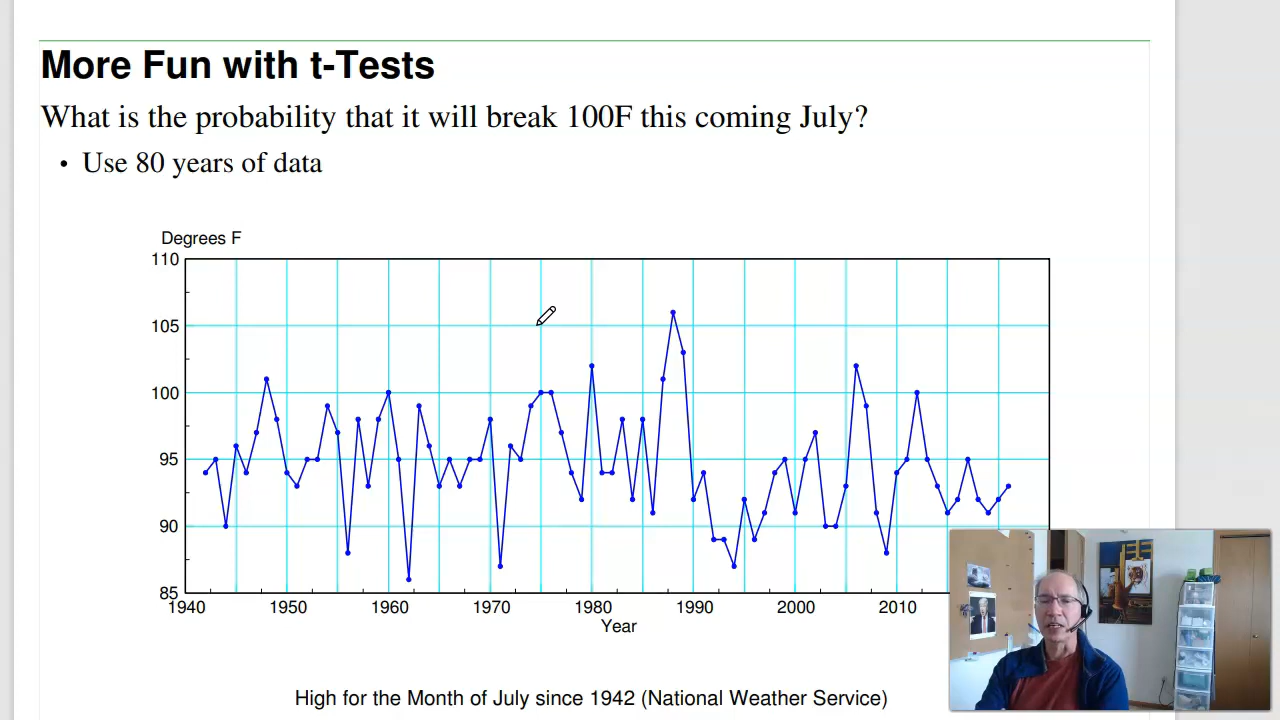 More Fun with t-Tests
What is the probability that it will break 100F this coming July?
• Use 80 years of data
Degrees F
110
105
100
95
90
85
1940 1950 1960 1970 1980 1990 2000 2010
Year
High for the Month of July since 1942 (National Weather Service)